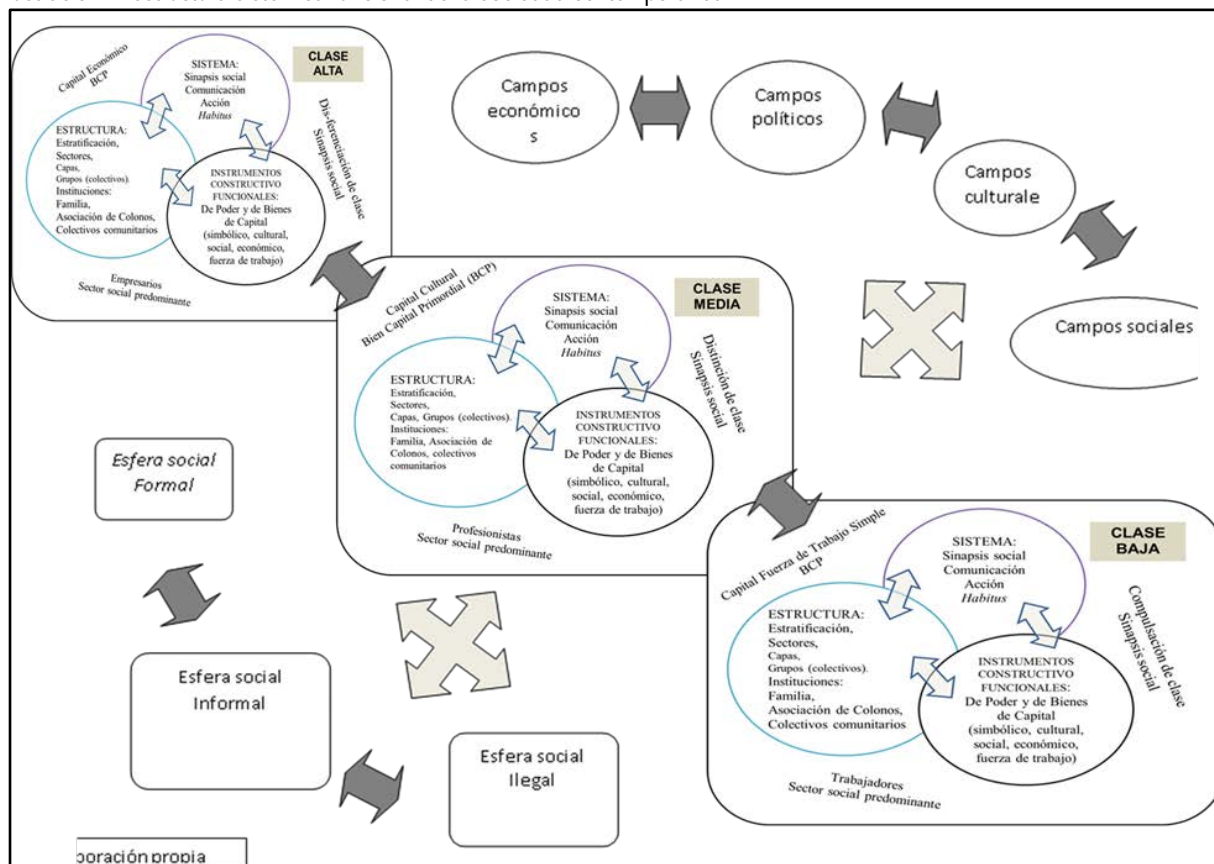 CLASE
ALTA
Capital Económico
BCP
SISTEMA:
Sinapsis social
Comunicación
Acción
Habitus
ESTRUCTURA:
Estratificación,
Sectores,
Capas,
Grupos (colectivos).
Instituciones:
Familia,
Asociación de Colonos,
Colectivos comunitarios
INSTRUMENTOS
CONSTRUCTIVO
FUNCIONALES:
De Poder y de Bienes
de Capital
(simbólico, cultural,
social, económico,
fuerza de trabajo)
Dis-ferenciación de clase
Sinapsis social
Empresarios
Sector social predominante
Campos
económico
s
Campos
políticos
Campos
culturale
Campos sociales
CLASE
MEDIA
Capital Cultural
Bien Capital Primordial (BCP)
SISTEMA:
Sinapsis social
Comunicación
Acción
Habitus
ESTRUCTURA:
Estratificación,
Sectores,
Capas, Grupos (colectivos).
Instituciones:
Familia, Asociación de
Colonos, colectivos
comunitarios
INSTRUMENTOS
CONSTRUCTIVO
FUNCIONALES:
De Poder y de Bienes
de Capital
(simbólico, cultural,
social, económico,
fuerza de trabajo)
Distinción de clase
Sinapsis social
Profesionistas
Sector social predominante
Esfera social
Formal
Esfera social
Informal
Esfera social
Ilegal
CLASE
BAJA
Capital Fuerza de Trabajo Simple
BCP
SISTEMA:
Sinapsis social
Comunicación
Acción
Habitus
ESTRUCTURA:
Estratificación,
Sectores,
Capas,
Grupos (colectivos).
Instituciones:
Familia,
Asociación de Colonos,
Colectivos comunitarios
INSTRUMENTOS
CONSTRUCTIVO
FUNCIONALES:
De Poder y de Bienes
de Capital
(simbólico, cultural,
social, económico,
fuerza de trabajo)
Compulsación de clase
Sinapsis social
Trabajadores
Sector social predominante
boración propia